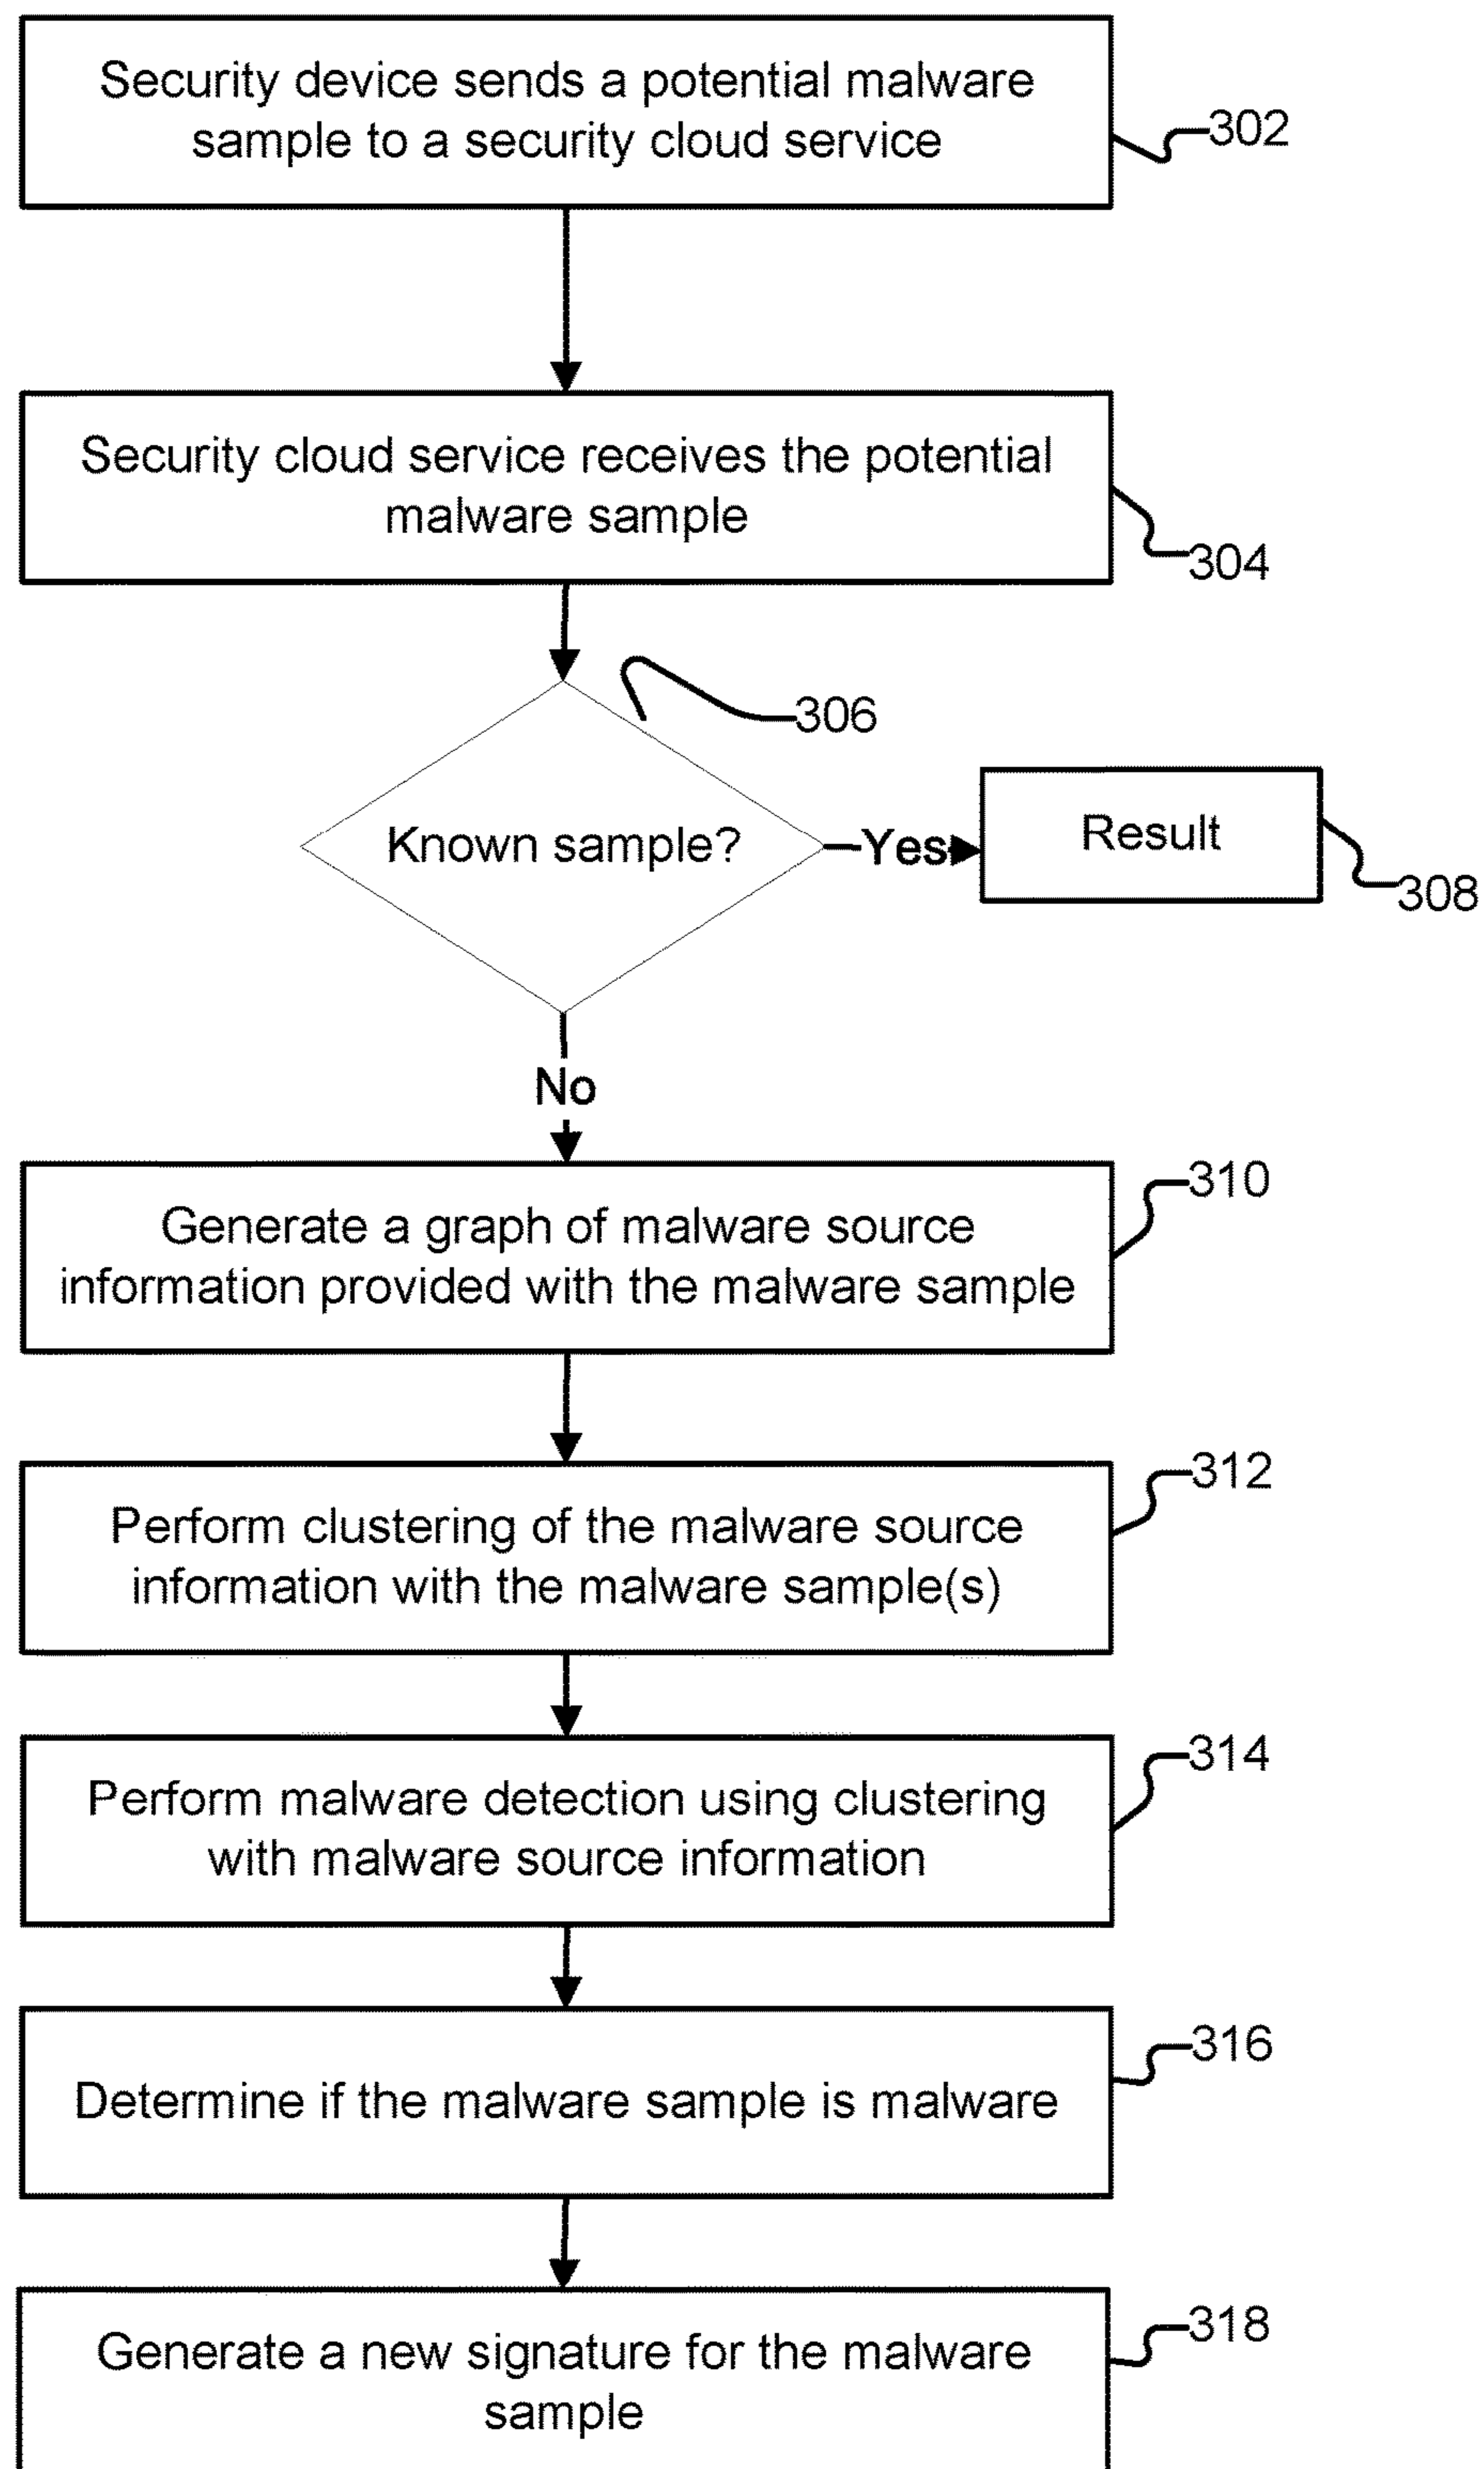 Security device sends a potential malware
sample to a security cloud service
302
Security cloud service receives the potential
malware sample
304
306
Known sample?
Yes
Result
308
No
310
Generate a graph of malware source
information provided with the malware sample
312
Perform clustering of the malware source
information with the malware sample(s)
314
Perform malware detection using clustering
with malware source information
316
Determine if the malware sample is malware
318
Generate a new signature for the malware
sample